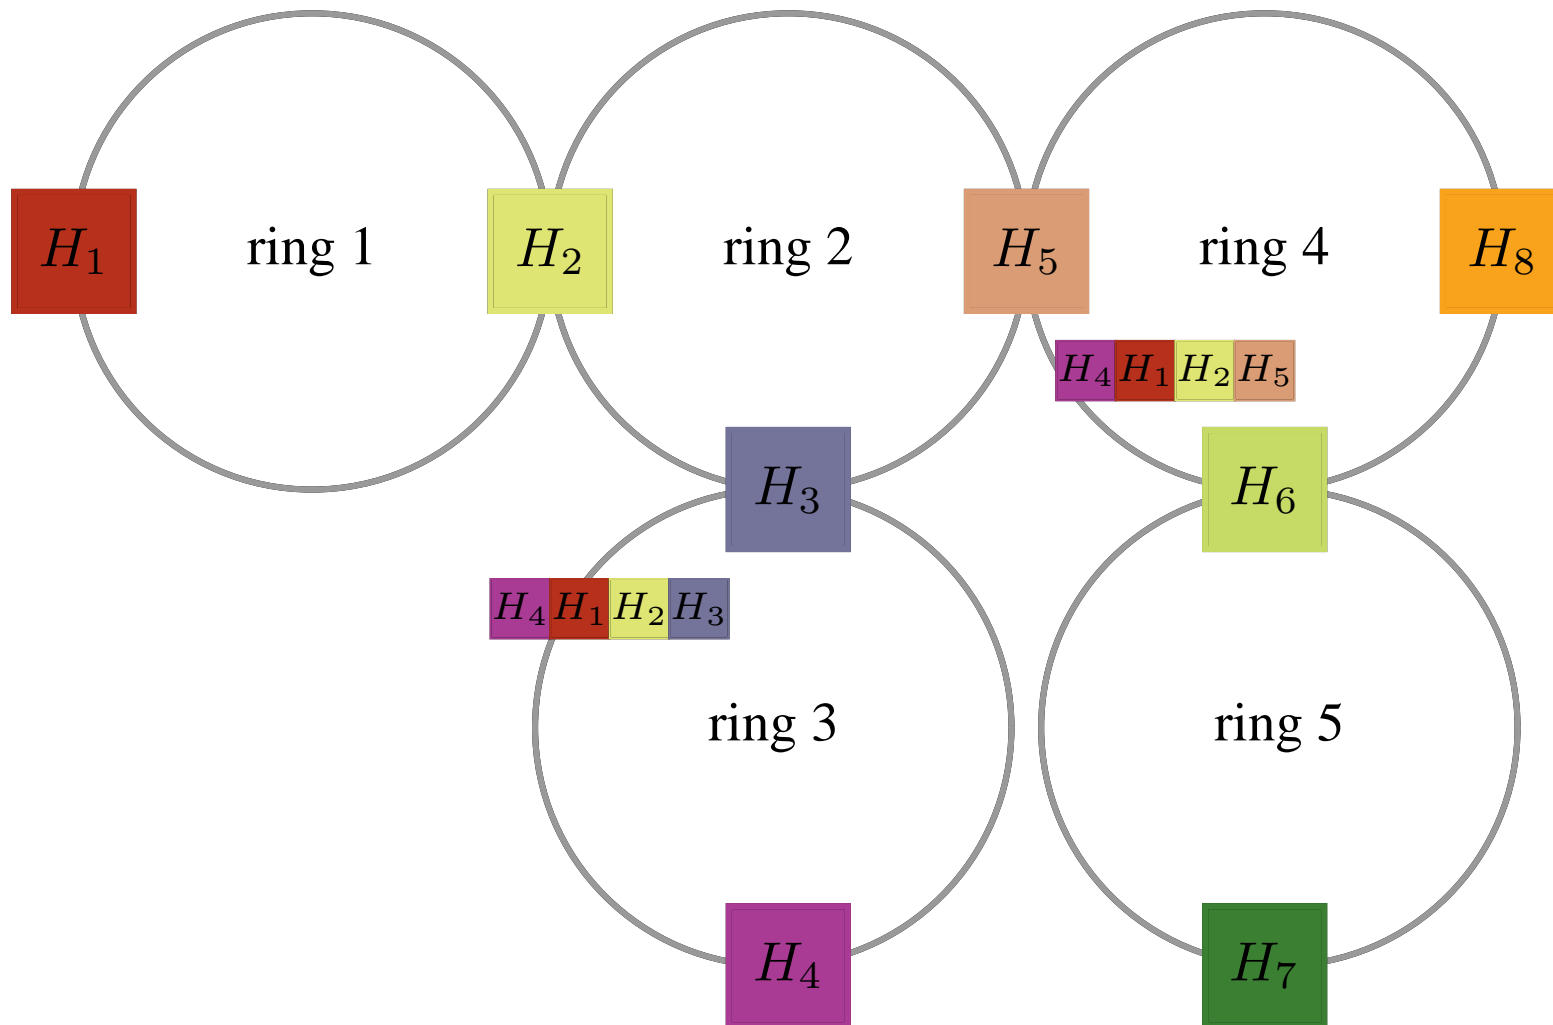 H₁ ring 1 H₂ ring 2 H₅ ring 4 H₈
H₄ H₁ H₂ H₅
H₃ H₆
H₄ H₁ H₂ H₃
ring 3 ring 5
H₄ H₇